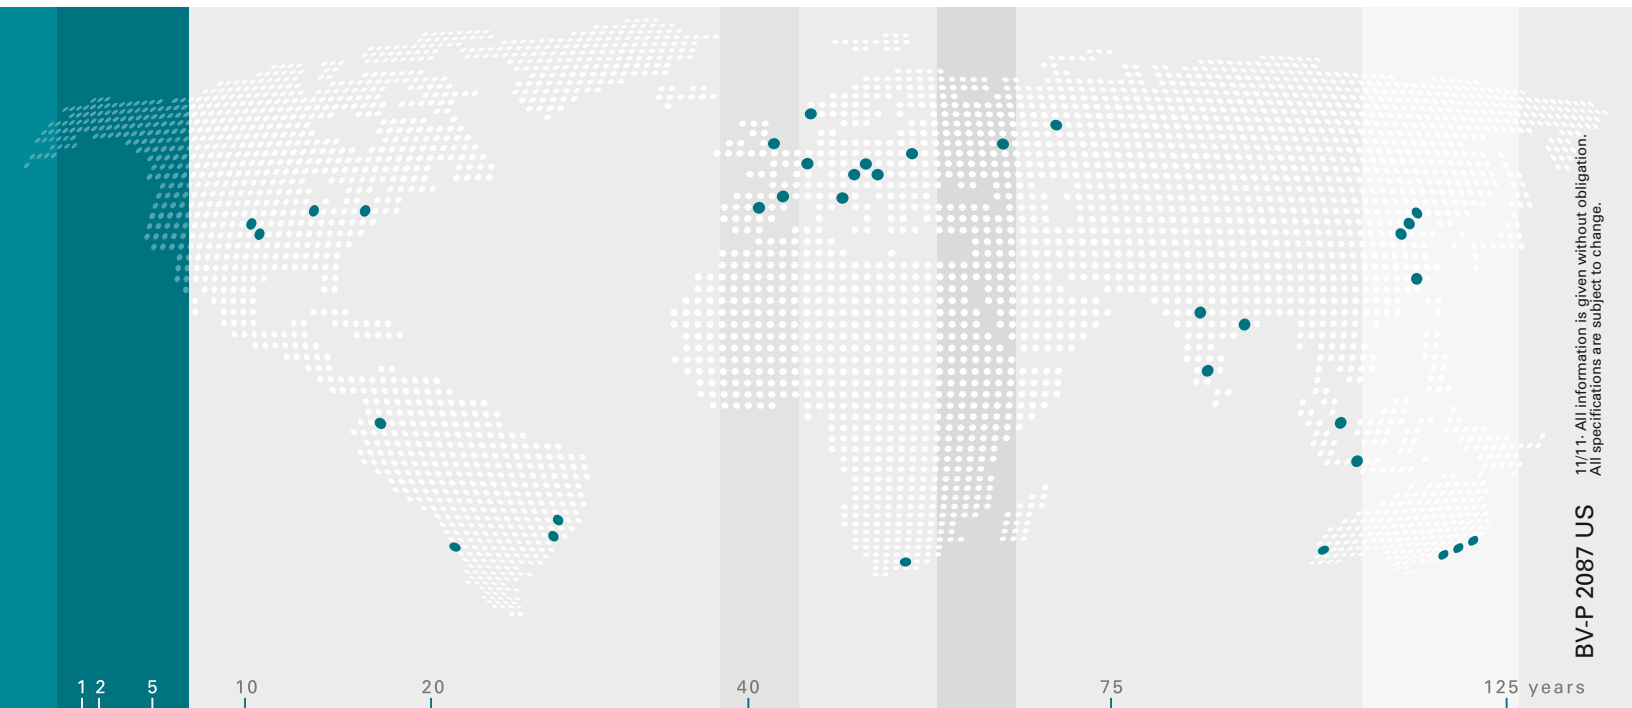 11/11· All information is given without obligation.
All specifications are subject to change.
BV-P 2087 US
1 2 5 10 20 40 75 125 years